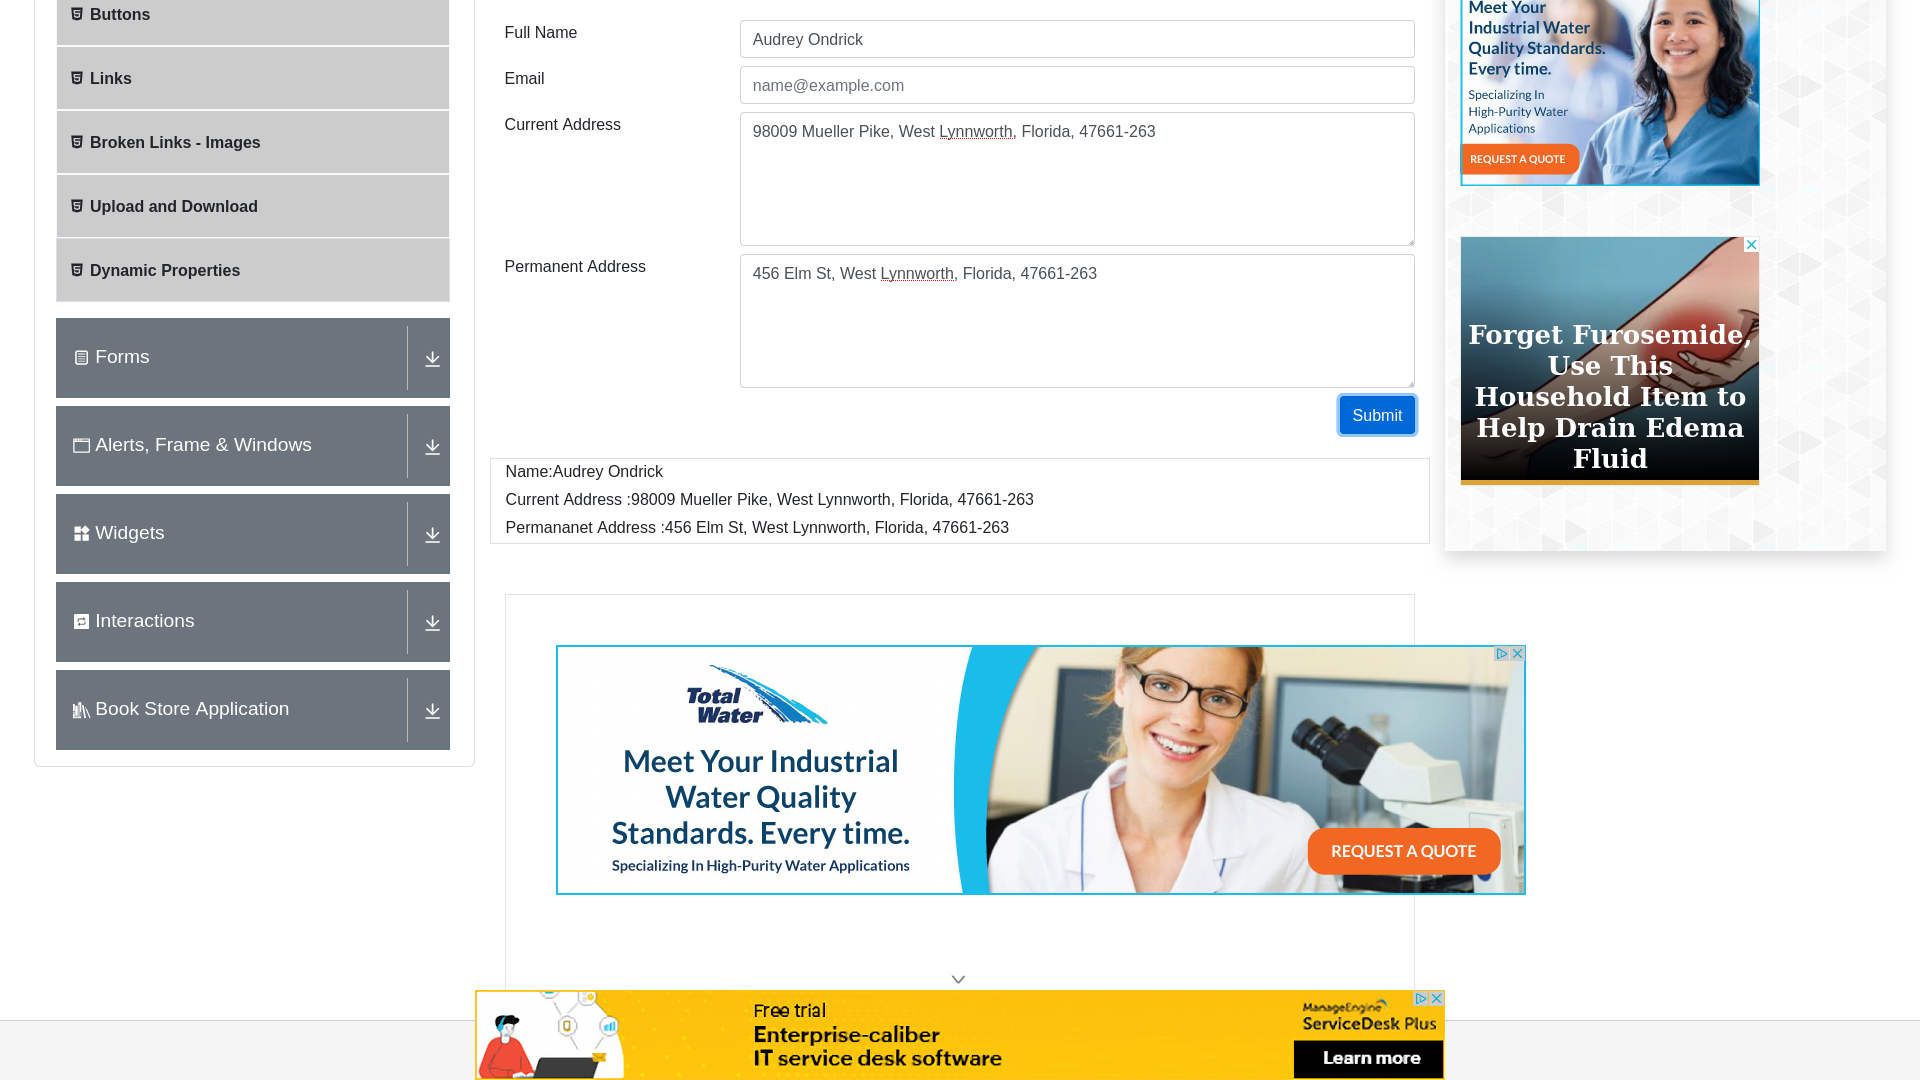 Buttons
Links
Broken Links - Images
Upload and Download
Dynamic Properties
Forms
Alerts, Frame & Windows
Widgets
Interactions
Book Store Application
Full Name
Audrey Ondrick
Email
name@example.com
Current Address
98009 Mueller Pike, West Lynnworth, Florida, 47661-263
Permanent Address
456 Elm St, West Lynnworth, Florida, 47661-263
Submit
Name:Audrey Ondrick
Current Address :98009 Mueller Pike, West Lynnworth, Florida, 47661-263
Permananet Address :456 Elm St, West Lynnworth, Florida, 47661-263
Meet Your
Industrial Water
Quality Standards.
Every time.
Specializing In
High-Purity Water
Applications
REQUEST A QUOTE
Forget Furosemide,
Use This
Household Item to
Help Drain Edema
Fluid
Total
Water
Meet Your Industrial
Water Quality
Standards. Every time.
Specializing In High-Purity Water Applications
REQUEST A QUOTE
Free trial
Enterprise-caliber
IT service desk software
ManageEngine
ServiceDesk Plus
Learn more